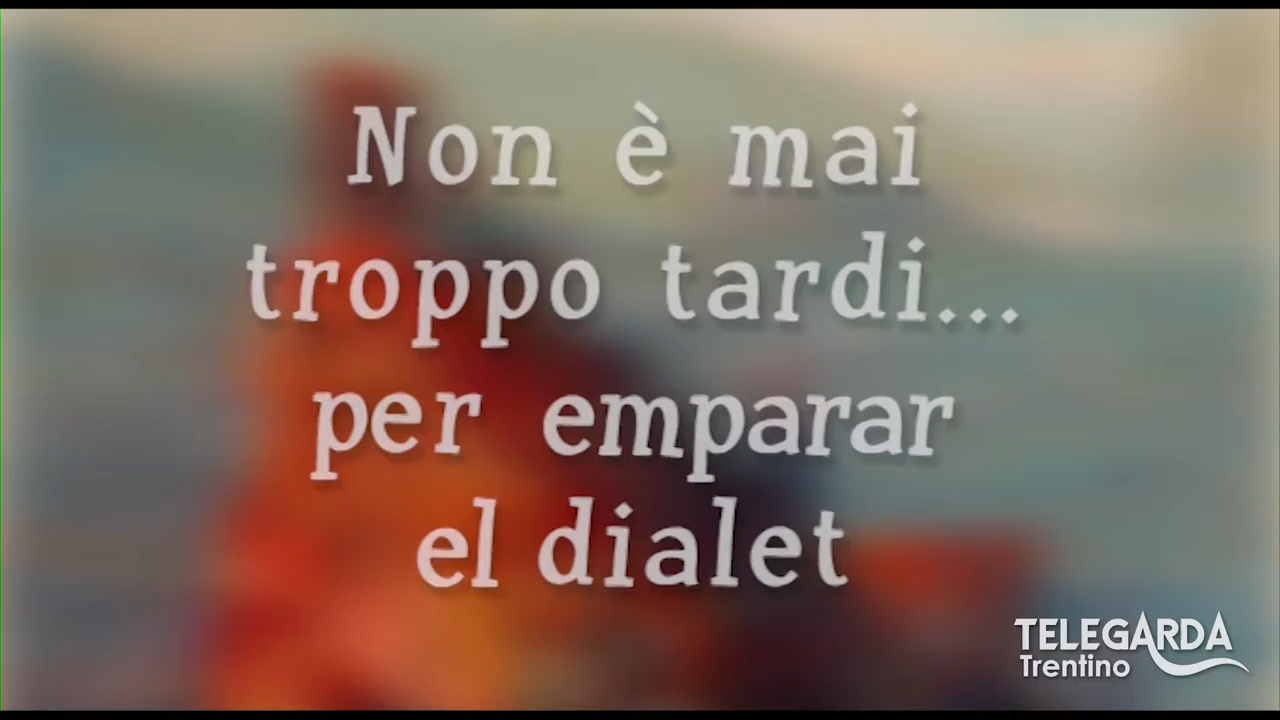 Non è mai
troppo tardi...
per emparar
el dialet
TELEGARDA
Trentino